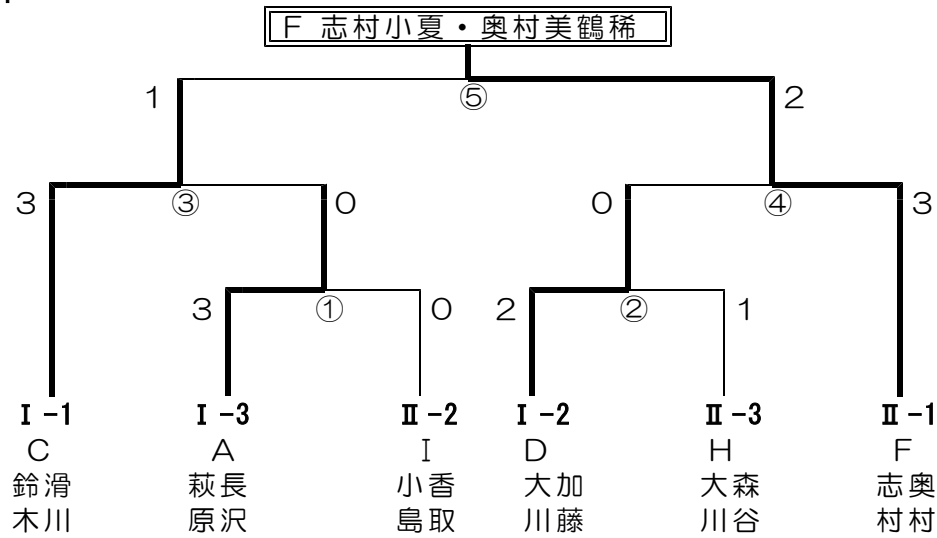 F 志村小夏・奥村美鶴稀
1 ⑤ 2
3 ③ 0 0 ④ 3
3 ① 0 2 ② 1
Ⅰ-1 Ⅰ-3 Ⅱ-2 Ⅰ-2 Ⅱ-3 Ⅱ-1
C A I D H F
鈴滑 萩長 小香 大加 大森 志奥
木川 原沢 島取 川藤 川谷 村村